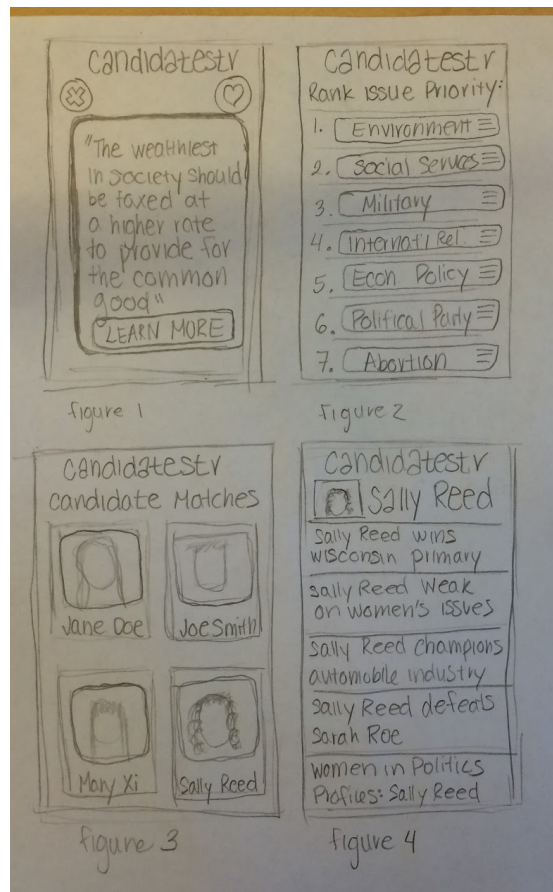 candidatestr
"The wealthiest
in society should
be taxed at
a higher rate
to provide for
the common
good"
LEARN MORE
figure 1
candidatestr
Rank Issue Priority:
1. Environment
2. Social Services
3. Military
4. Internat'l Rel.
5. Econ. Policy
6. Political Party
7. Abortion
figure 2
candidatestr
candidate Matches
Jane Doe
Joe Smith
Mary Xi
Sally Reed
figure 3
candidatestr
Sally Reed
Sally Reed wins
wisconsin primary
Sally Reed weak
on women's issues
Sally Reed champions
automobile industry
Sally Reed defeats
Sarah Roe
Women in Politics
Profiles: Sally Reed
figure 4